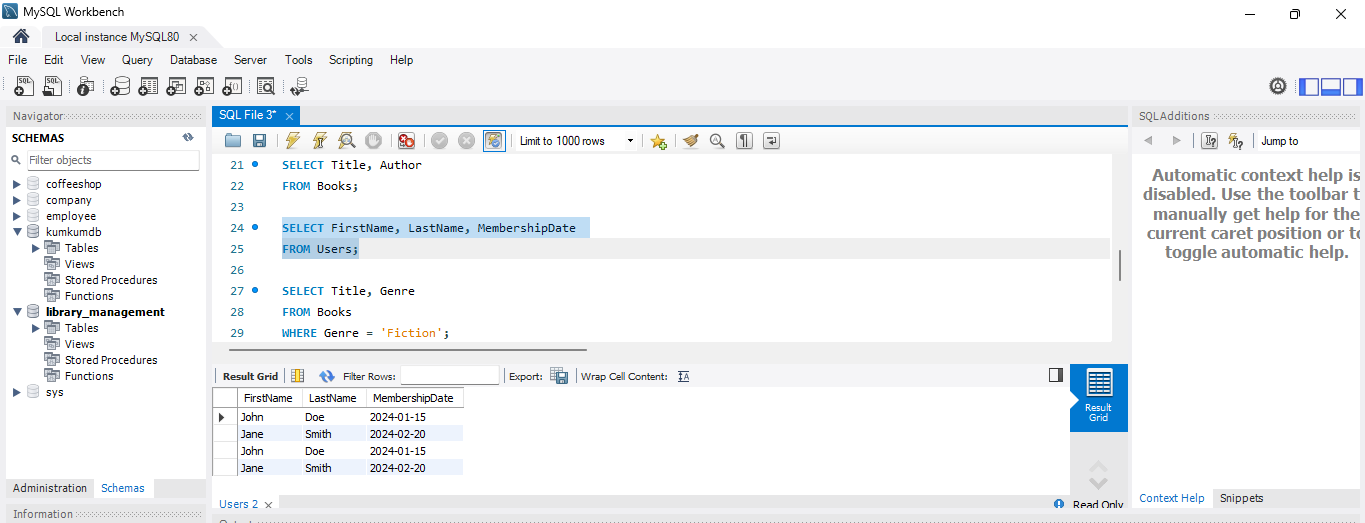 MySQL Workbench
Local instance MySQL80
File Edit View Query Database Server Tools Scripting Help
Navigator
SCHEMAS
Filter objects
coffeeshop
company
employee
kumkumdb
Tables
Views
Stored Procedures
Functions
library_management
Tables
Views
Stored Procedures
Functions
sys
Administration Schemas
Information
SQL File 3*
Limit to 1000 rows
21 SELECT Title, Author
22 FROM Books;
23
24 SELECT FirstName, LastName, MembershipDate
25 FROM Users;
26
27 SELECT Title, Genre
28 FROM Books
29 WHERE Genre = 'Fiction';
Result Grid Filter Rows: Export: Wrap Cell Content:
FirstName LastName MembershipDate
John Doe 2024-01-15
Jane Smith 2024-02-20
John Doe 2024-01-15
Jane Smith 2024-02-20
Result
Grid
Users 2
Read Only
SQLAdditions
Jump to
Automatic context help is
disabled. Use the toolbar t
manually get help for the
current caret position or to
toggle automatic help.
Context Help Snippets